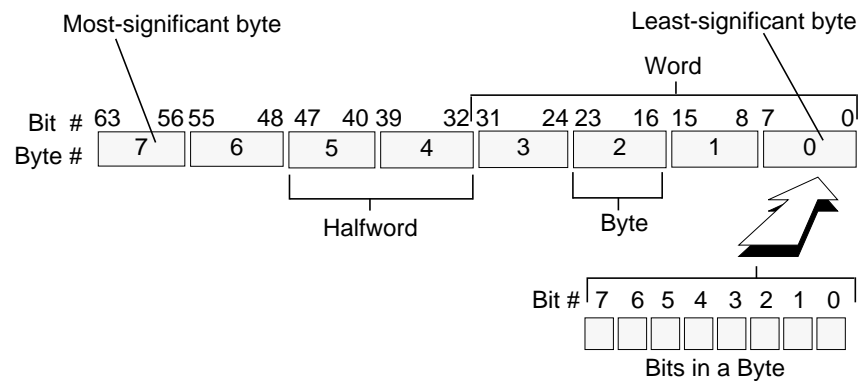 Most-significant byte Least-significant byte
Word
Bit # 63 56 55 48 47 40 39 32 31 24 23 16 15 8 7 0
Byte # 7 6 5 4 3 2 1 0
Halfword Byte
Bit # 7 6 5 4 3 2 1 0
Bits in a Byte